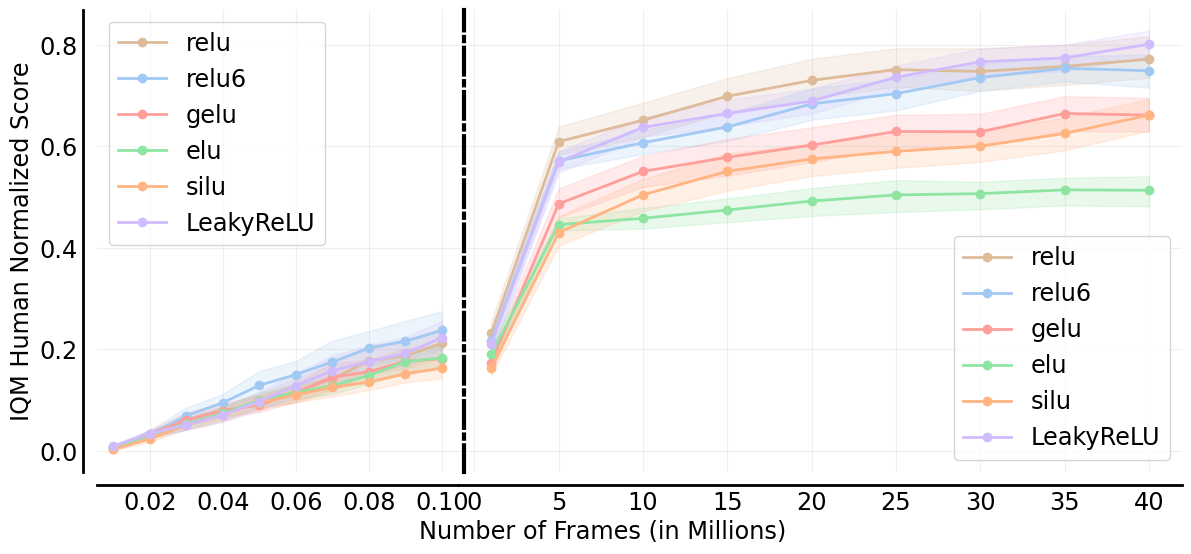 relu
relu6
gelu
elu
silu
LeakyReLU
relu
relu6
gelu
elu
silu
LeakyReLU
IQM Human Normalized Score
0.8
0.6
0.4
0.2
0.0
0.02 0.04 0.06 0.08 0.10 0 5 10 15 20 25 30 35 40
Number of Frames (in Millions)